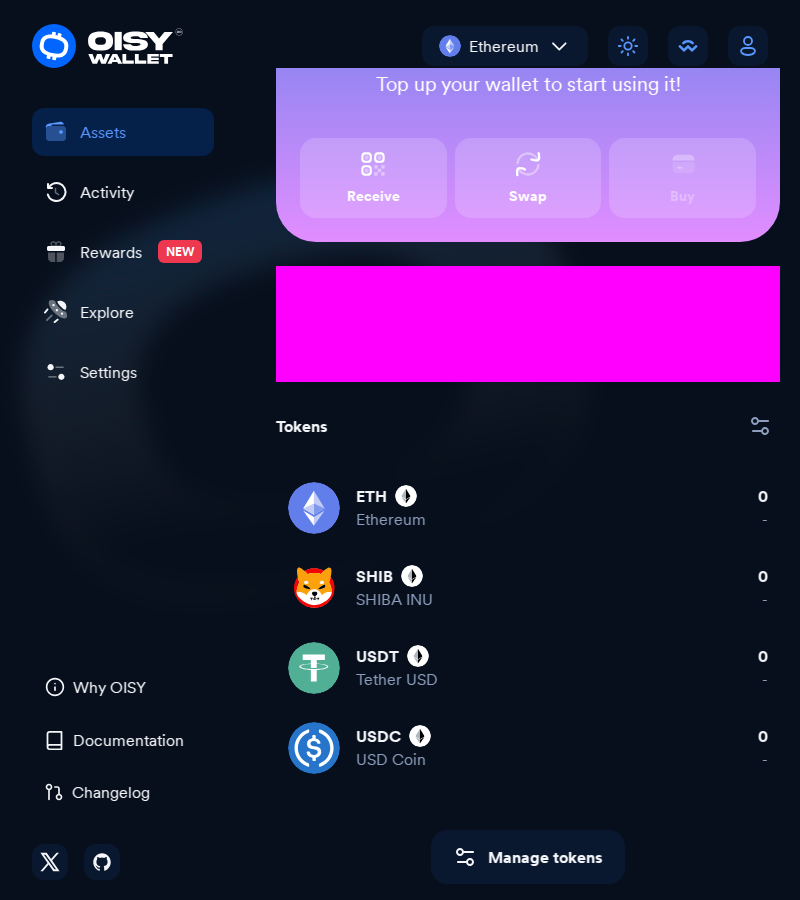 OISY
WALLET
Ethereum
Top up your wallet to start using it!
Receive
Swap
Buy
Assets
Activity
Rewards NEW
Explore
Settings
Tokens
ETH 0
Ethereum -
SHIB 0
SHIBA INU -
USDT 0
Tether USD -
USDC 0
USD Coin -
Why OISY
Documentation
Changelog
Manage tokens